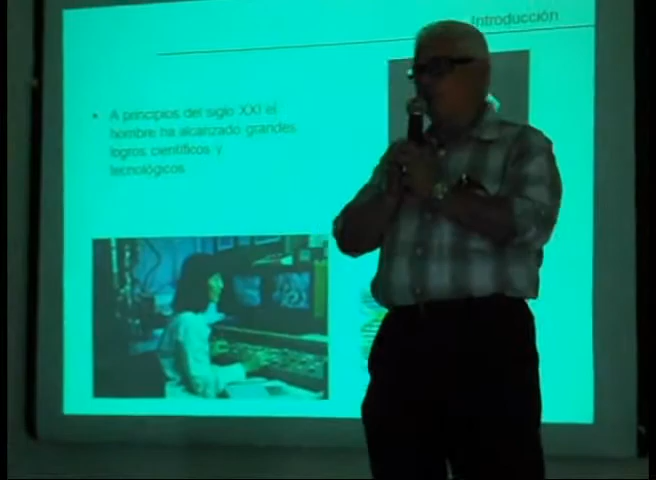 Introducción
• A principios del siglo XXI el
hombre ha alcanzado grandes
logros científicos y
tecnológicos